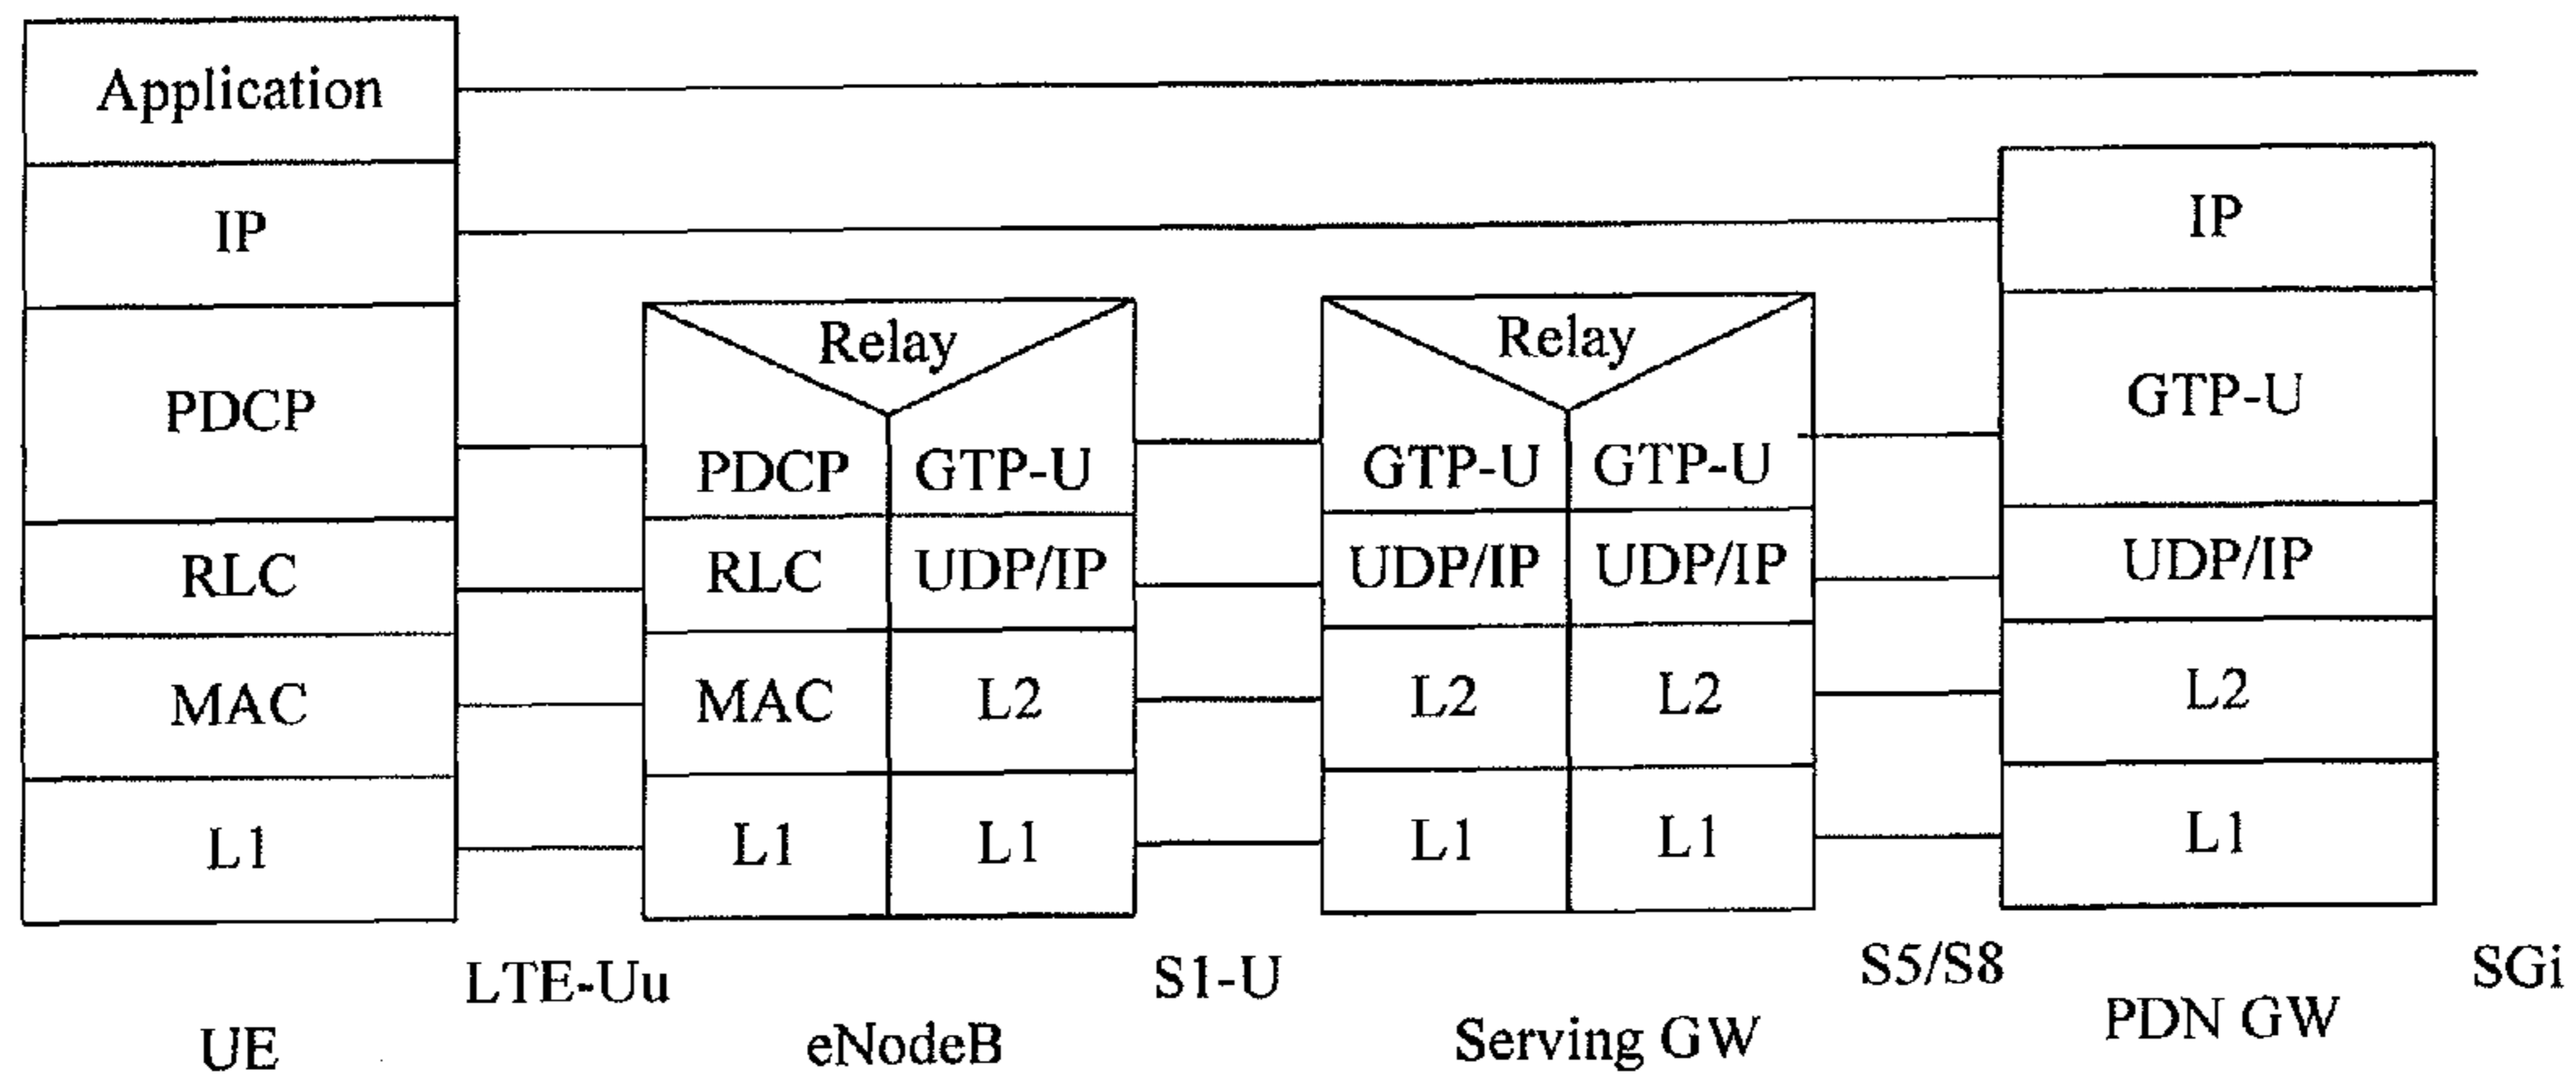 Application
IP
IP
Relay
Relay
PDCP
GTP-U
PDCP
GTP-U
GTP-U
GTP-U
RLC
RLC
UDP/IP
UDP/IP
UDP/IP
UDP/IP
MAC
MAC
L2
L2
L2
L2
L1
L1
L1
L1
L1
L1
LTE-Uu
S1-U
S5/S8
SGi
UE
eNodeB
Serving GW
PDN GW